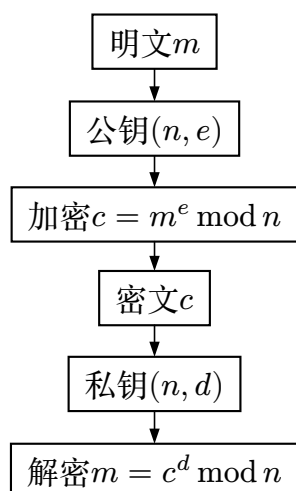 明文m
公钥(n, e)
加密c = m^e mod n
密文c
私钥(n, d)
解密m = c^d mod n